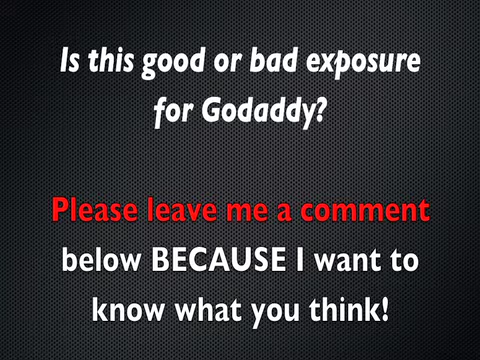 Is this good or bad exposure
for Godaddy?
Please leave me a comment
below BECAUSE I want to
know what you think!